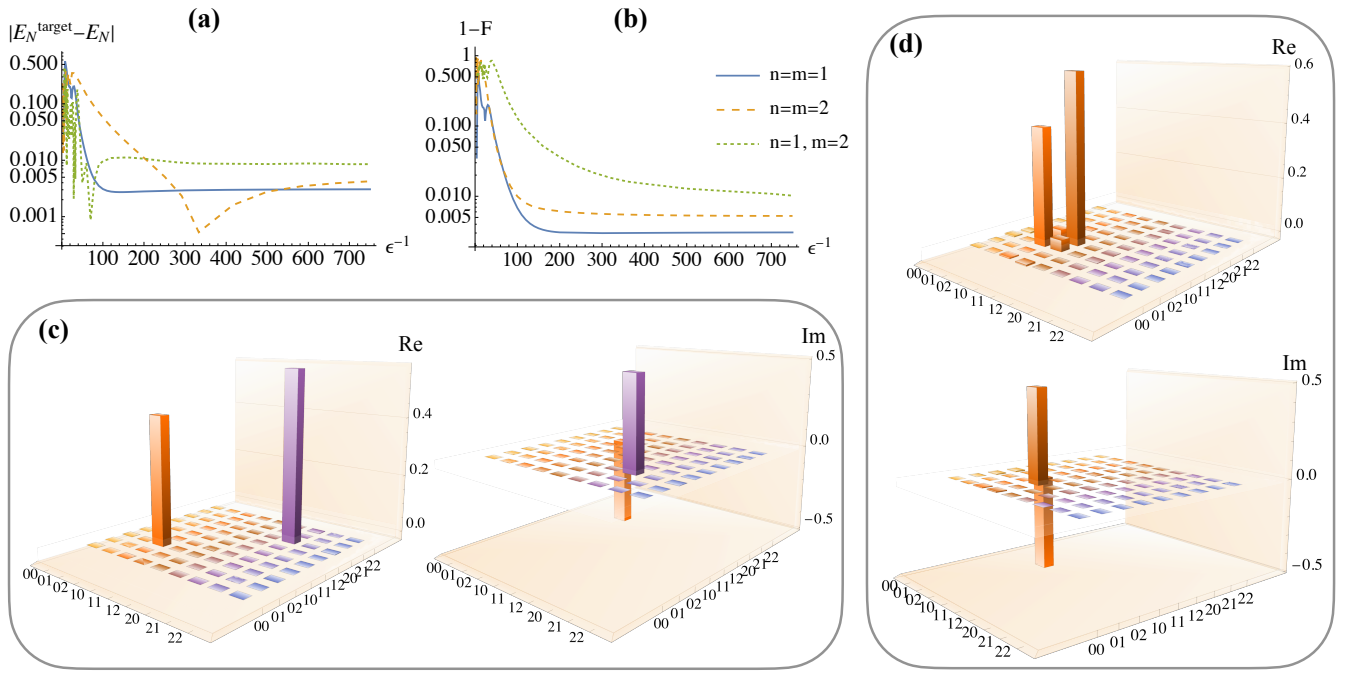 (a)
|E_N^target−E_N|
0.500
0.100
0.050
0.010
0.005
0.001
100 200 300 400 500 600 700 ϵ⁻¹
(b)
1−F
1
0.500
0.100
0.050
0.010
0.005
100 200 300 400 500 600 700 ϵ⁻¹
n=m=1
n=m=2
n=1, m=2
(c)
Re
0.4
0.2
0.0
00 01 02 10 11 12 20 21 22
00 01 02 10 11 12 20 21 22
Im
0.5
0.0
−0.5
00 01 02 10 11 12 20 21 22
00 01 02 10 11 12 20 21 22
(d)
Re
0.6
0.4
0.2
0.0
00 01 02 10 11 12 20 21 22
00 01 02 10 11 12 20 21 22
Im
0.5
0.0
−0.5
00 01 02 10 11 12 20 21 22
00 01 02 10 11 12 20 21 22